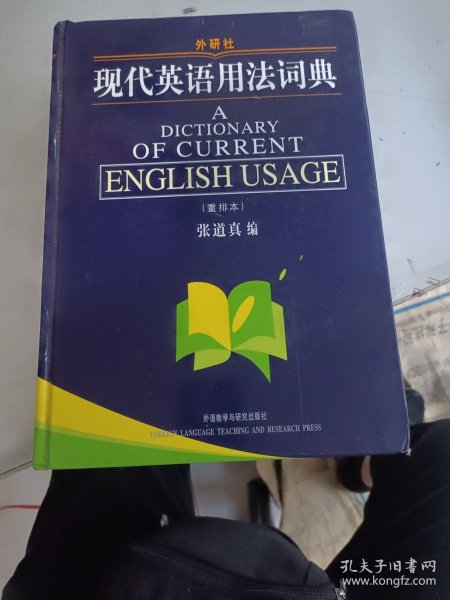 外研社
现代英语用法词典
A
DICTIONARY
OF CURRENT
ENGLISH USAGE
(重排本)
张道真 编
外语教学与研究出版社
FOREIGN LANGUAGE TEACHING AND RESEARCH PRESS
孔夫子旧书网
www.kongfz.com